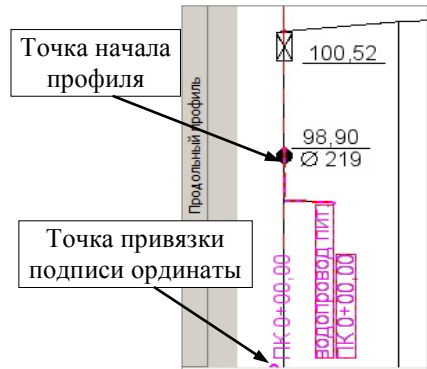 Точка начала
профиля
100,52
Продольный профиль
98,90
Ø 219
Точка привязки
подписи ординаты
ПК 0+00,00
водопровод пит.
ПК 0+00,00